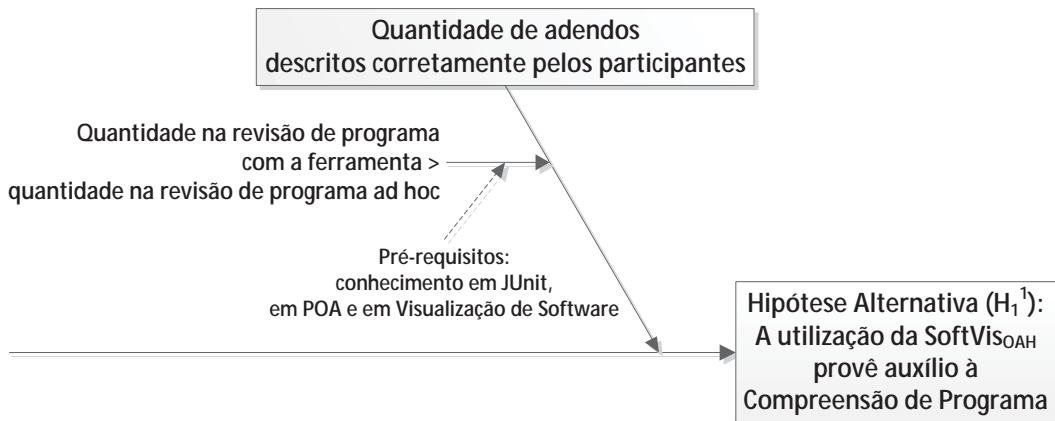 Quantidade de adendos
descritos corretamente pelos participantes
Quantidade na revisão de programa
com a ferramenta >
quantidade na revisão de programa ad hoc
Pré-requisitos:
conhecimento em JUnit,
em POA e em Visualização de Software
Hipótese Alternativa (H₁¹):
A utilização da SoftVisOAH
provê auxílio à
Compreensão de Programa